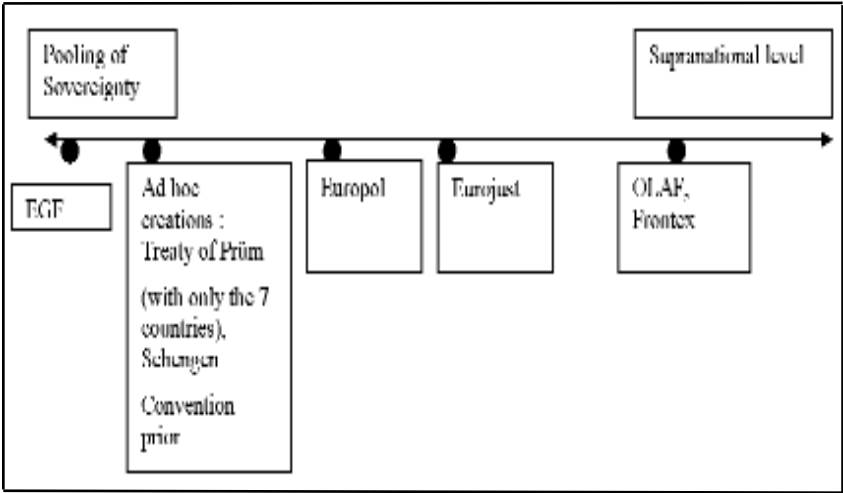 Pooling of
Sovereignty
Supranational level
EGF
Ad hoc
creations :
Treaty of Prüm
(with only the 7
countries),
Schengen
Convention
prior
Europol
Eurojust
OLAF,
Frontex